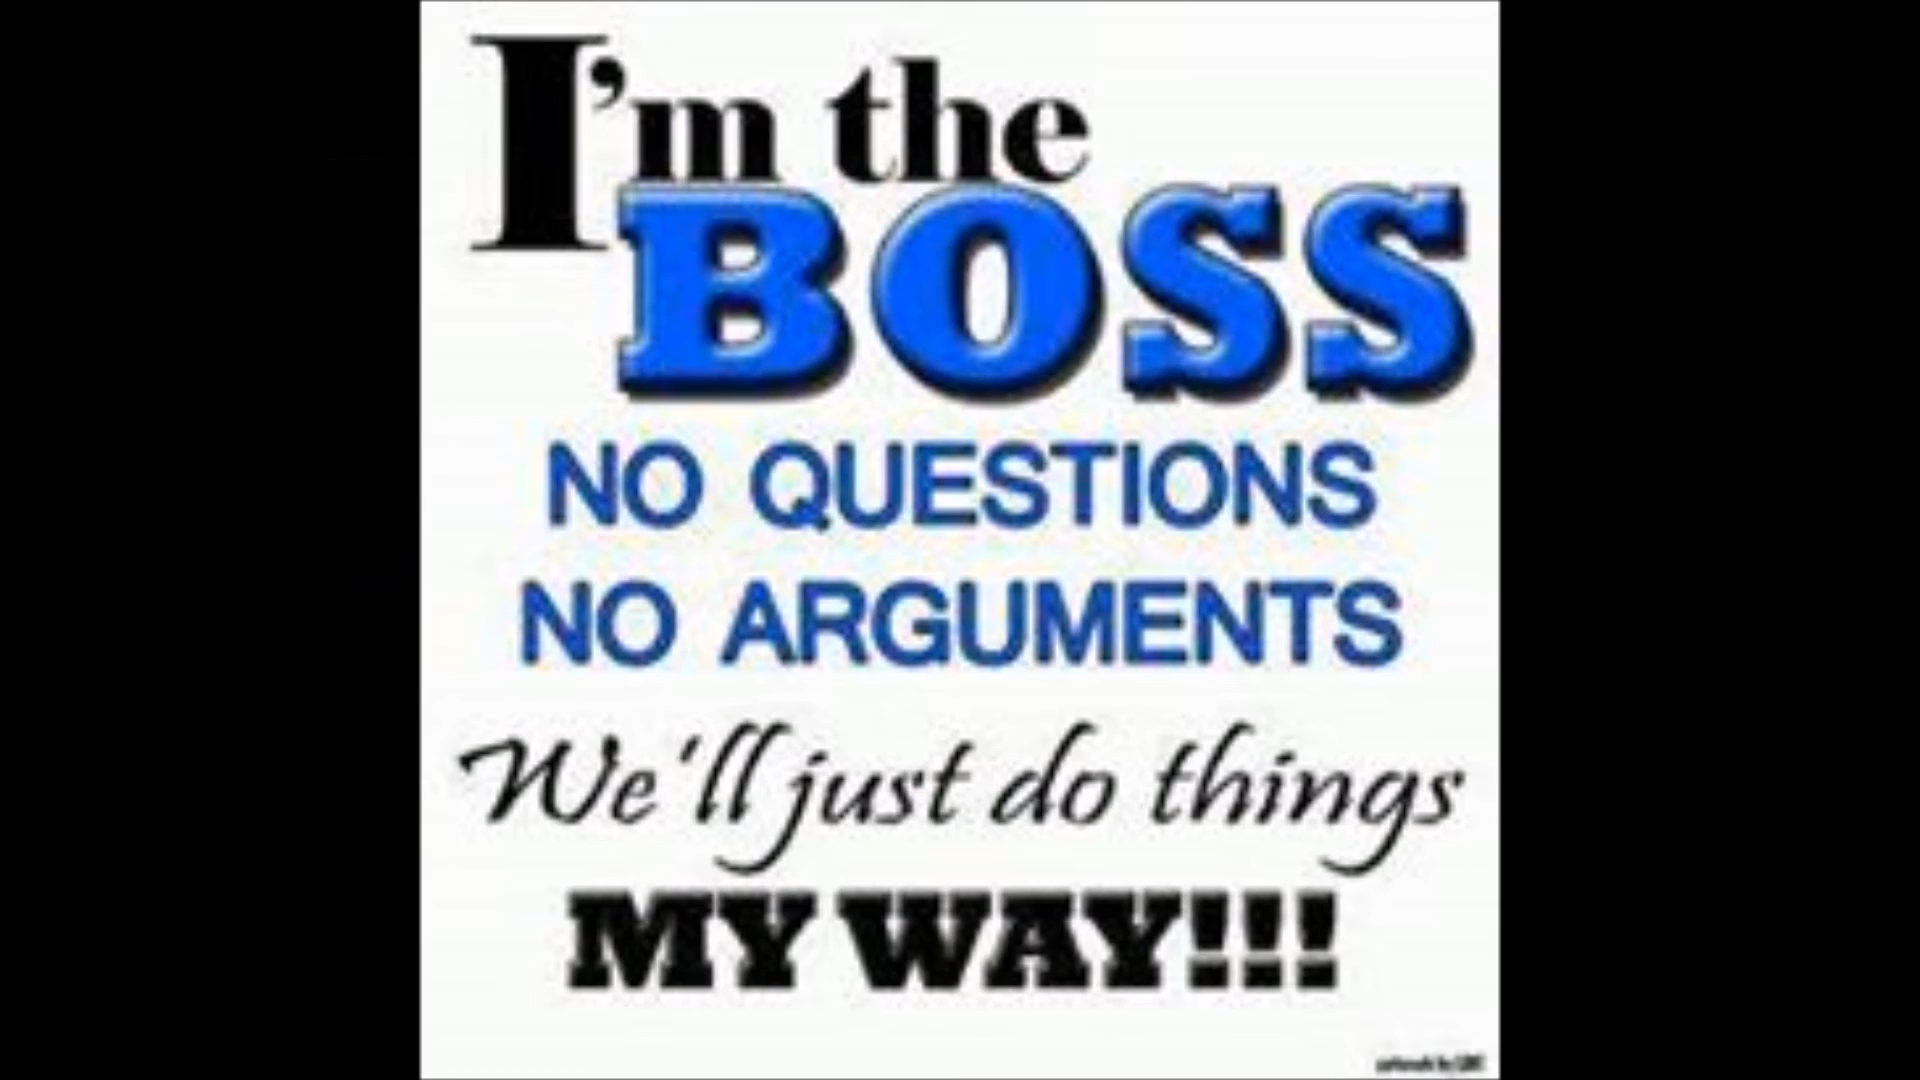 I'm the
BOSS
NO QUESTIONS
NO ARGUMENTS
We'll just do things
MY WAY!!!